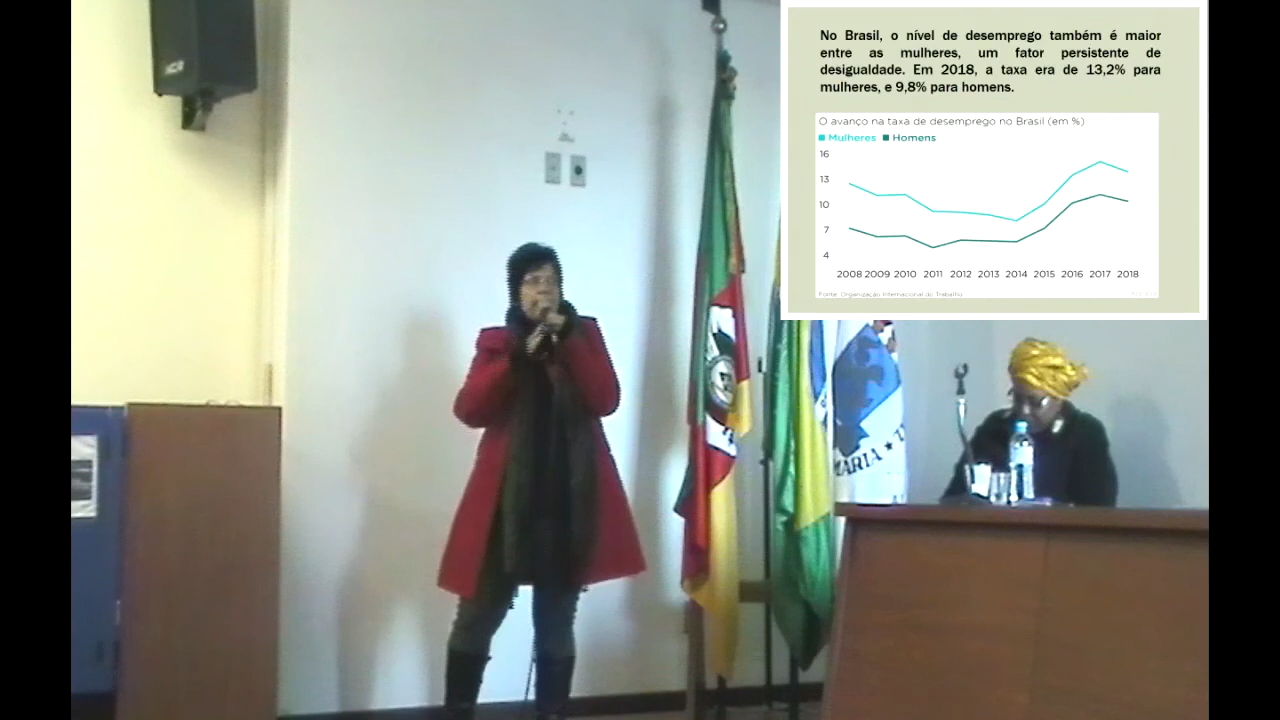 No Brasil, o nível de desemprego também é maior
entre as mulheres, um fator persistente de
desigualdade. Em 2018, a taxa era de 13,2% para
mulheres, e 9,8% para homens.
O avanço na taxa de desemprego no Brasil (em %)
Mulheres Homens
16
13
10
7
4
2008 2009 2010 2011 2012 2013 2014 2015 2016 2017 2018
Fonte: Organização Internacional do Trabalho
ARIA ★